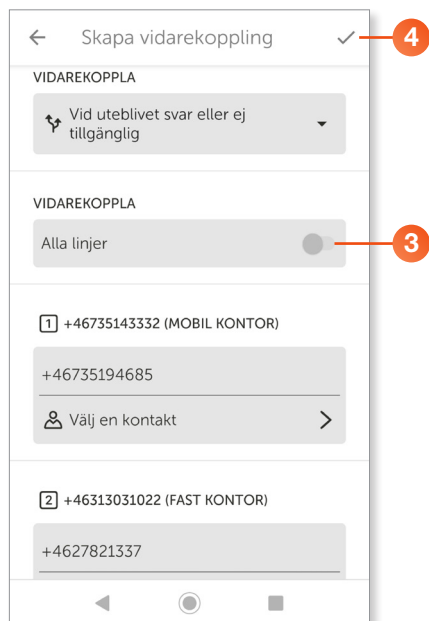 Skapa vidarekoppling
4
VIDAREKOPPLA
Vid uteblivet svar eller ej
tillgänglig
VIDAREKOPPLA
Alla linjer
3
1 +46735143332 (MOBIL KONTOR)
+46735194685
Välj en kontakt
2 +46313031022 (FAST KONTOR)
+4627821337